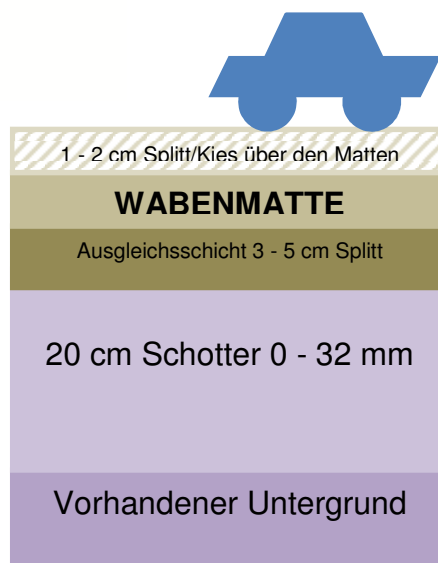 1 - 2 cm Splitt/Kies über den Matten
WABENMATTE
Ausgleichsschicht 3 - 5 cm Splitt
20 cm Schotter 0 - 32 mm
Vorhandener Untergrund